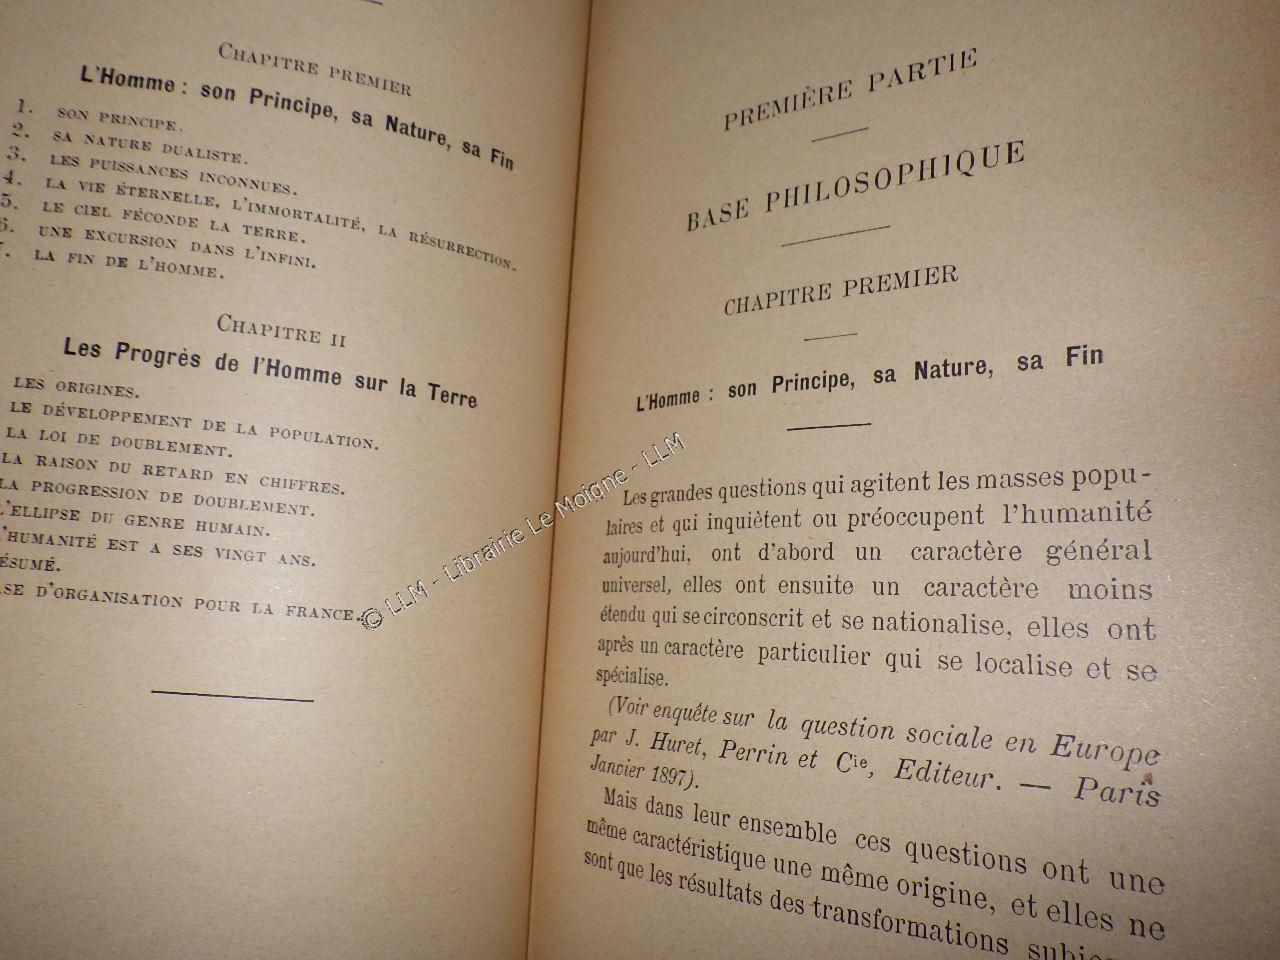 CHAPITRE PREMIER
L'Homme : son Principe, sa Nature, sa Fin
1. SON PRINCIPE.
2. SA NATURE DUALISTE.
3. LES PUISSANCES INCONNUES.
4. LA VIE ÉTERNELLE, L'IMMORTALITÉ, LA RÉSURRECTION.
5. LE CIEL FÉCONDE LA TERRE.
6. UNE EXCURSION DANS L'INFINI.
LA FIN DE L'HOMME.
CHAPITRE II
Les Progrès de l'Homme sur la Terre
LES ORIGINES.
LE DÉVELOPPEMENT DE LA POPULATION.
LA LOI DE DOUBLEMENT.
LA RAISON DU RETARD EN CHIFFRES.
LA PROGRESSION DE DOUBLEMENT.
L'ELLIPSE DU GENRE HUMAIN.
'HUMANITÉ EST A SES VINGT ANS.
ÉSUMÉ.
SE D'ORGANISATION POUR LA FRANCE.
© LLM - Librairie Le Moigne - LLM
PREMIÈRE PARTIE
BASE PHILOSOPHIQUE
CHAPITRE PREMIER
L'Homme : son Principe, sa Nature, sa Fin
Les grandes questions qui agitent les masses popu-
laires et qui inquiètent ou préoccupent l'humanité
aujourd'hui, ont d'abord un caractère général
universel, elles ont ensuite un caractère moins
étendu qui se circonscrit et se nationalise, elles ont
après un caractère particulier qui se localise et se
spécialise.
(Voir enquête sur la question sociale en Europe
par J. Huret, Perrin et Cie, Editeur. — Paris
Janvier 1897).
Mais dans leur ensemble ces questions ont une
même caractéristique une même origine, et elles ne
sont que les résultats des transformations